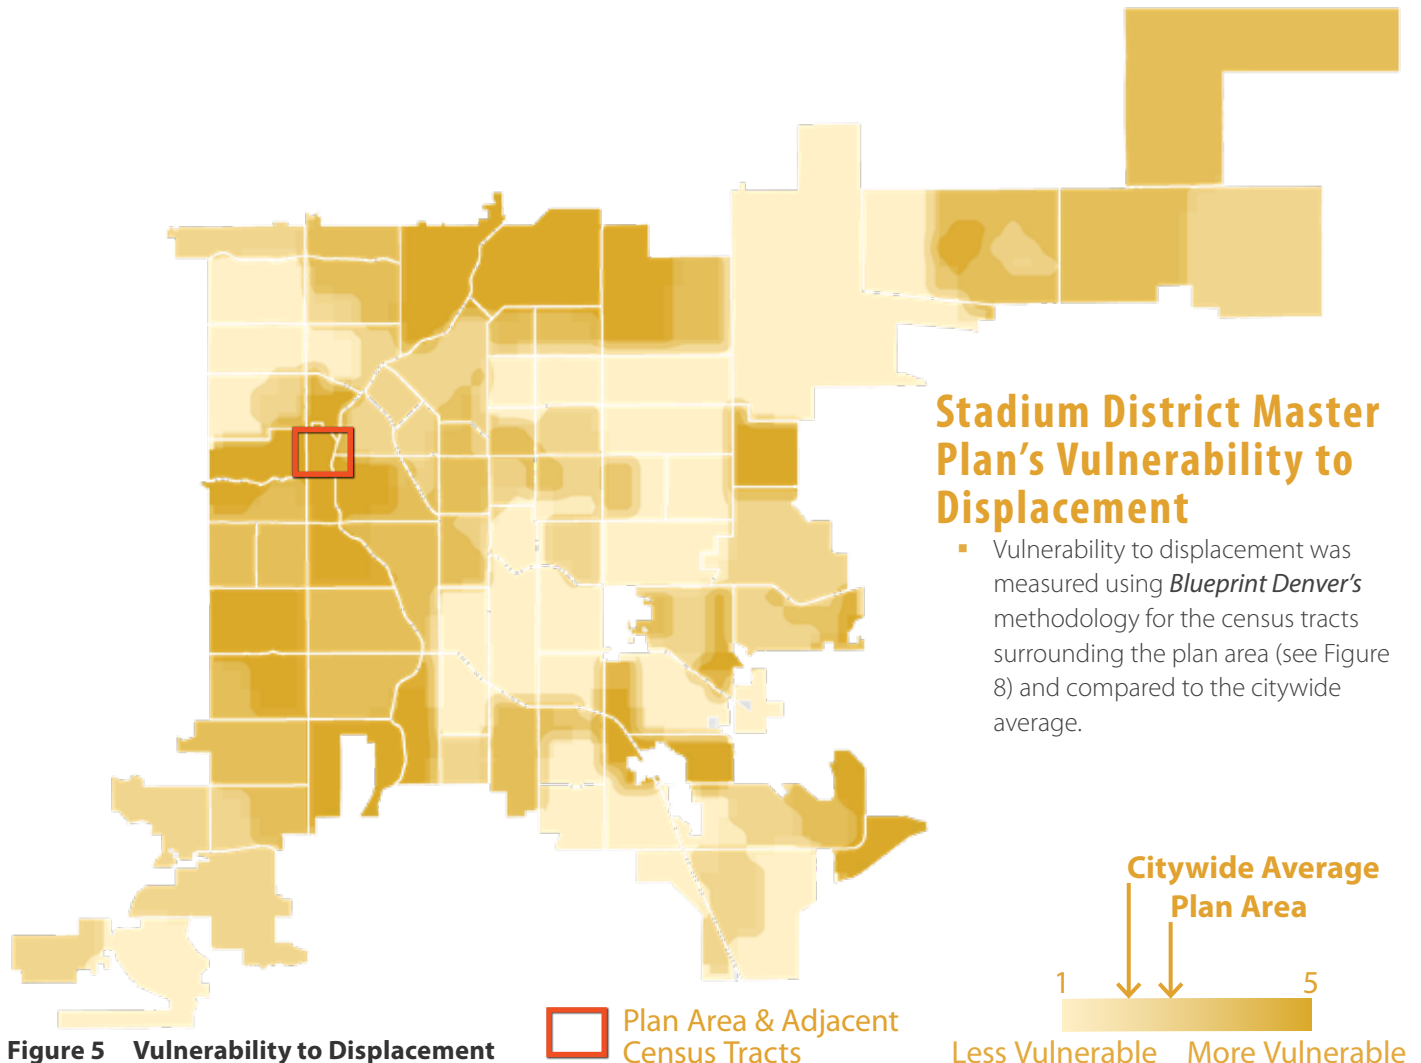 Stadium District Master
Plan’s Vulnerability to
Displacement
▪ Vulnerability to displacement was
measured using Blueprint Denver’s
methodology for the census tracts
surrounding the plan area (see Figure
8) and compared to the citywide
average.
Citywide Average
Plan Area
1 5
Less Vulnerable More Vulnerable
Plan Area & Adjacent
Census Tracts
Figure 5 Vulnerability to Displacement